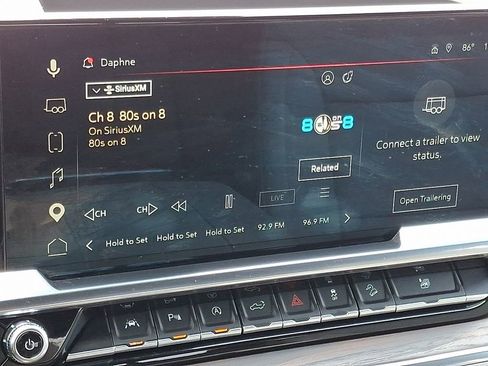 Daphne
86°
SiriusXM
Ch 8 80s on 8
On SiriusXM
80s on 8
8 on 8
Related
Connect a trailer to view
status.
Open Trailering
CH CH LIVE
Hold to Set Hold to Set Hold to Set 92.9 FM 96.9 FM